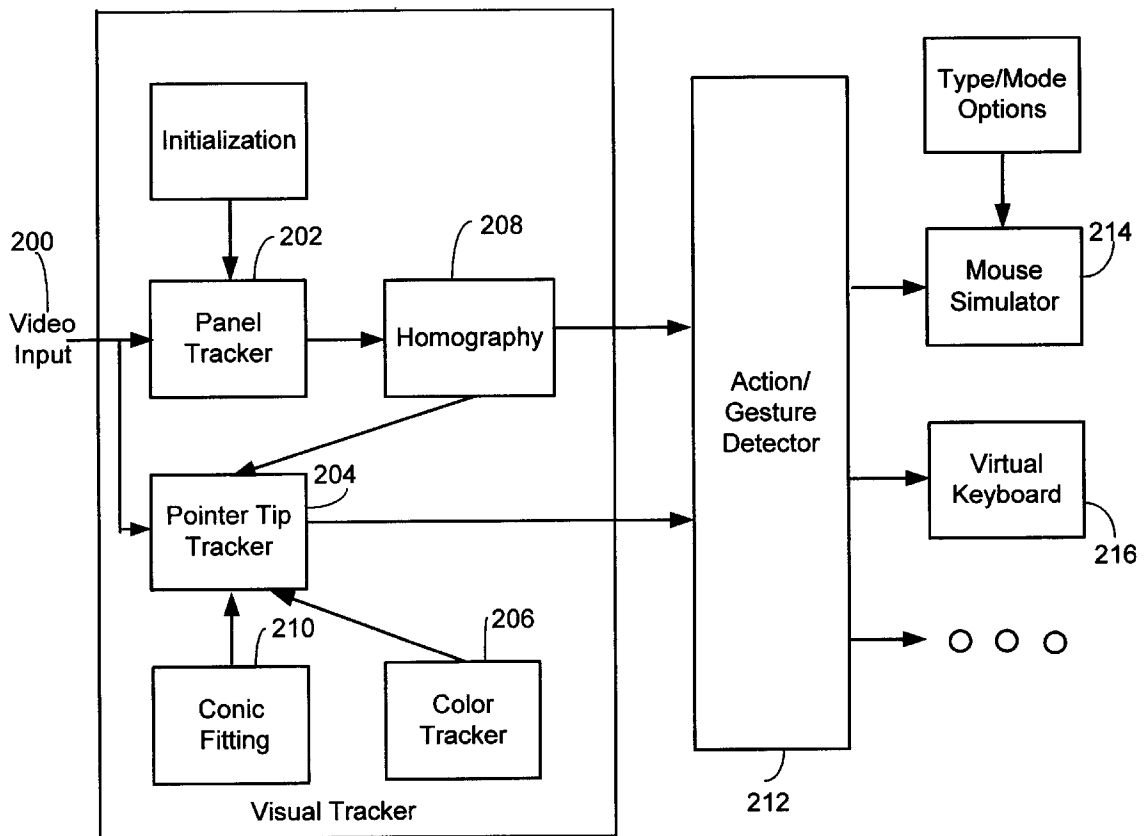 Type/Mode
Options
Initialization
200
202
208
214
Video
Input
Panel
Tracker
Homography
Mouse
Simulator
Action/
Gesture
Detector
204
Pointer Tip
Tracker
Virtual
Keyboard
216
210
206
Conic
Fitting
Color
Tracker
212
Visual Tracker